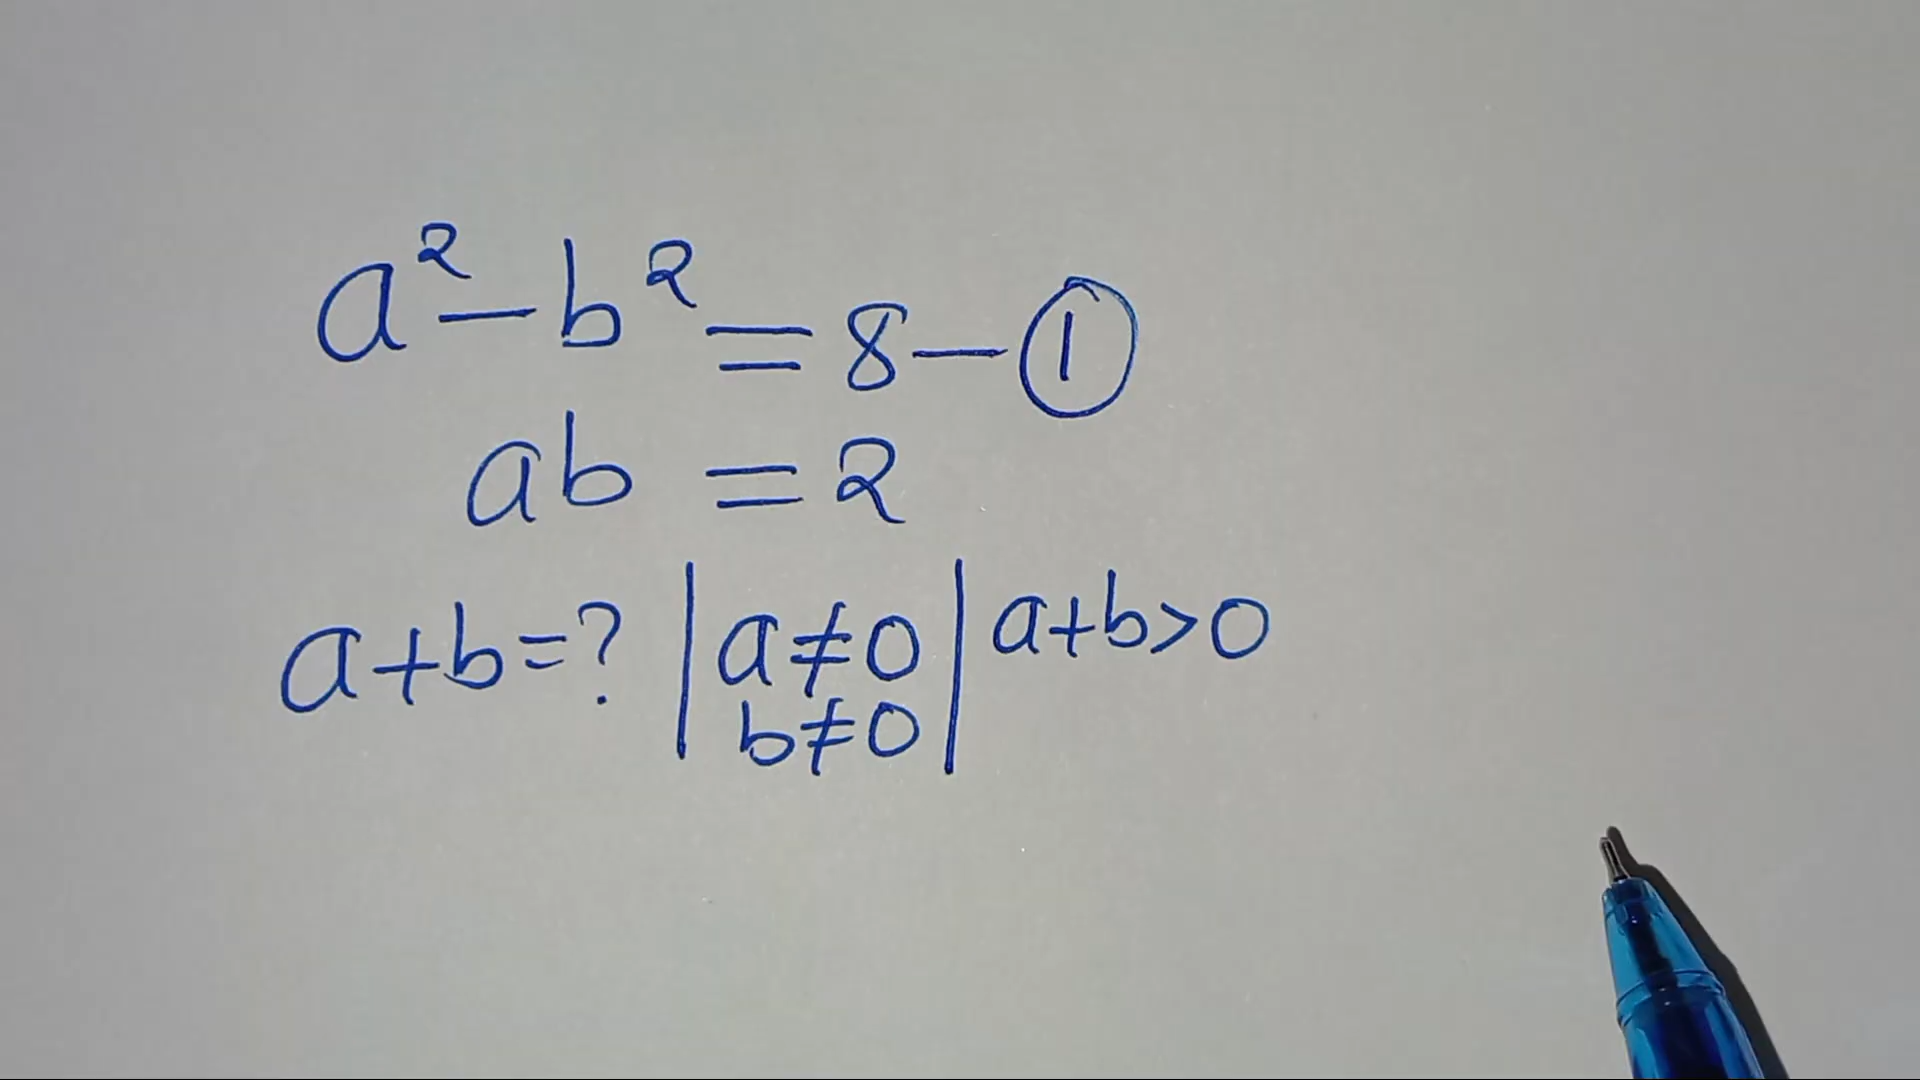 a² – b² = 8 – ①
ab = 2
a+b=? | a≠0 | a+b>0
b≠0